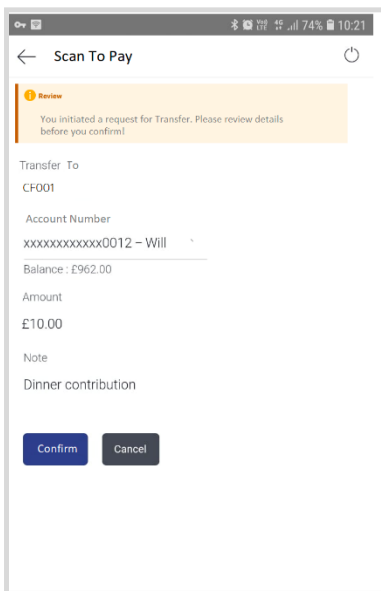 74% 10:21
Scan To Pay
Review
You initiated a request for Transfer. Please review details
before you confirm!
Transfer To
CF001
Account Number
xxxxxxxxxxxx0012 – Will
Balance : £962.00
Amount
£10.00
Note
Dinner contribution
Confirm Cancel